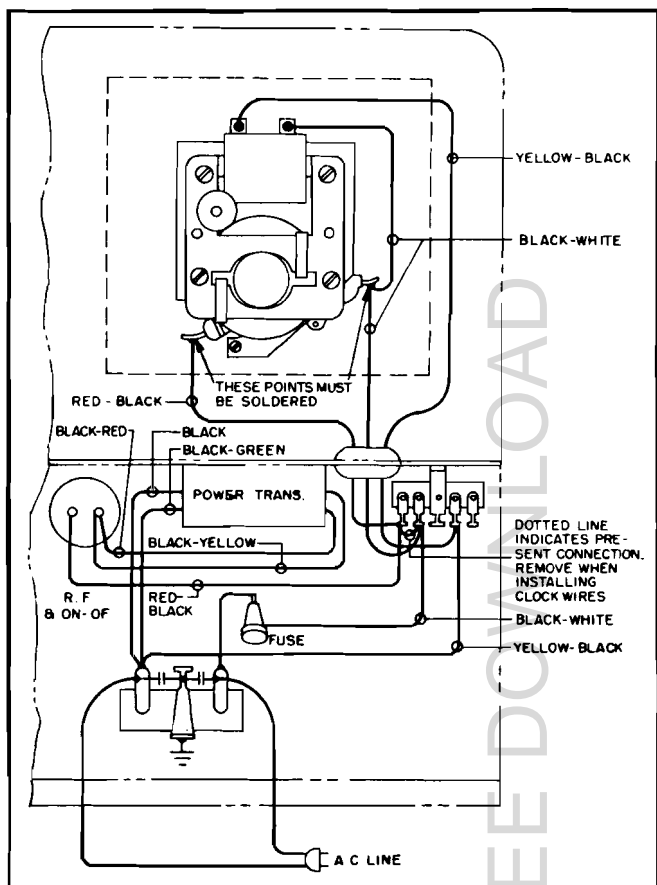 YELLOW-BLACK
BLACK-WHITE
THESE POINTS MUST
BE SOLDERED
RED-BLACK
BLACK-RED
BLACK
BLACK-GREEN
POWER TRANS.
BLACK-YELLOW
R.F
& ON-OF
RED-
BLACK
DOTTED LINE
INDICATES PRE-
SENT CONNECTION.
REMOVE WHEN
INSTALLING
CLOCK WIRES
FUSE
BLACK-WHITE
YELLOW-BLACK
A C LINE
EE DOWNLOAD